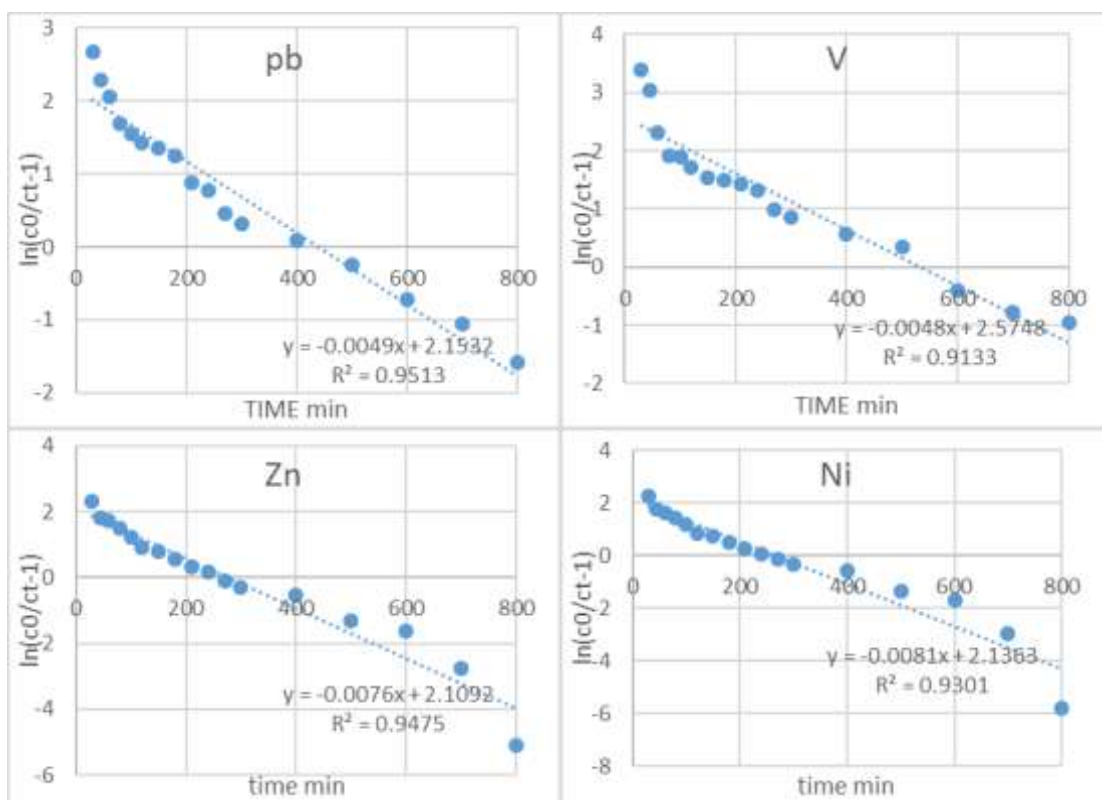 pb
3
2
1
0
-1
-2
200
400
600
800
ln(c0/ct-1)
y = -0.0049x + 2.1532
R² = 0.9513
TIME min
V
4
3
2
1
0
-1
-2
0
200
400
600
800
ln(c0/ct-1)
y = -0.0048x + 2.5748
R² = 0.9133
TIME min
Zn
4
2
0
-2
-4
-6
0
200
400
600
800
ln(c0/ct-1)
y = -0.0076x + 2.1092
R² = 0.9475
time min
Ni
4
2
0
-2
-4
-6
-8
0
200
400
600
800
ln(c0/ct-1)
y = -0.0081x + 2.1363
R² = 0.9301
time min